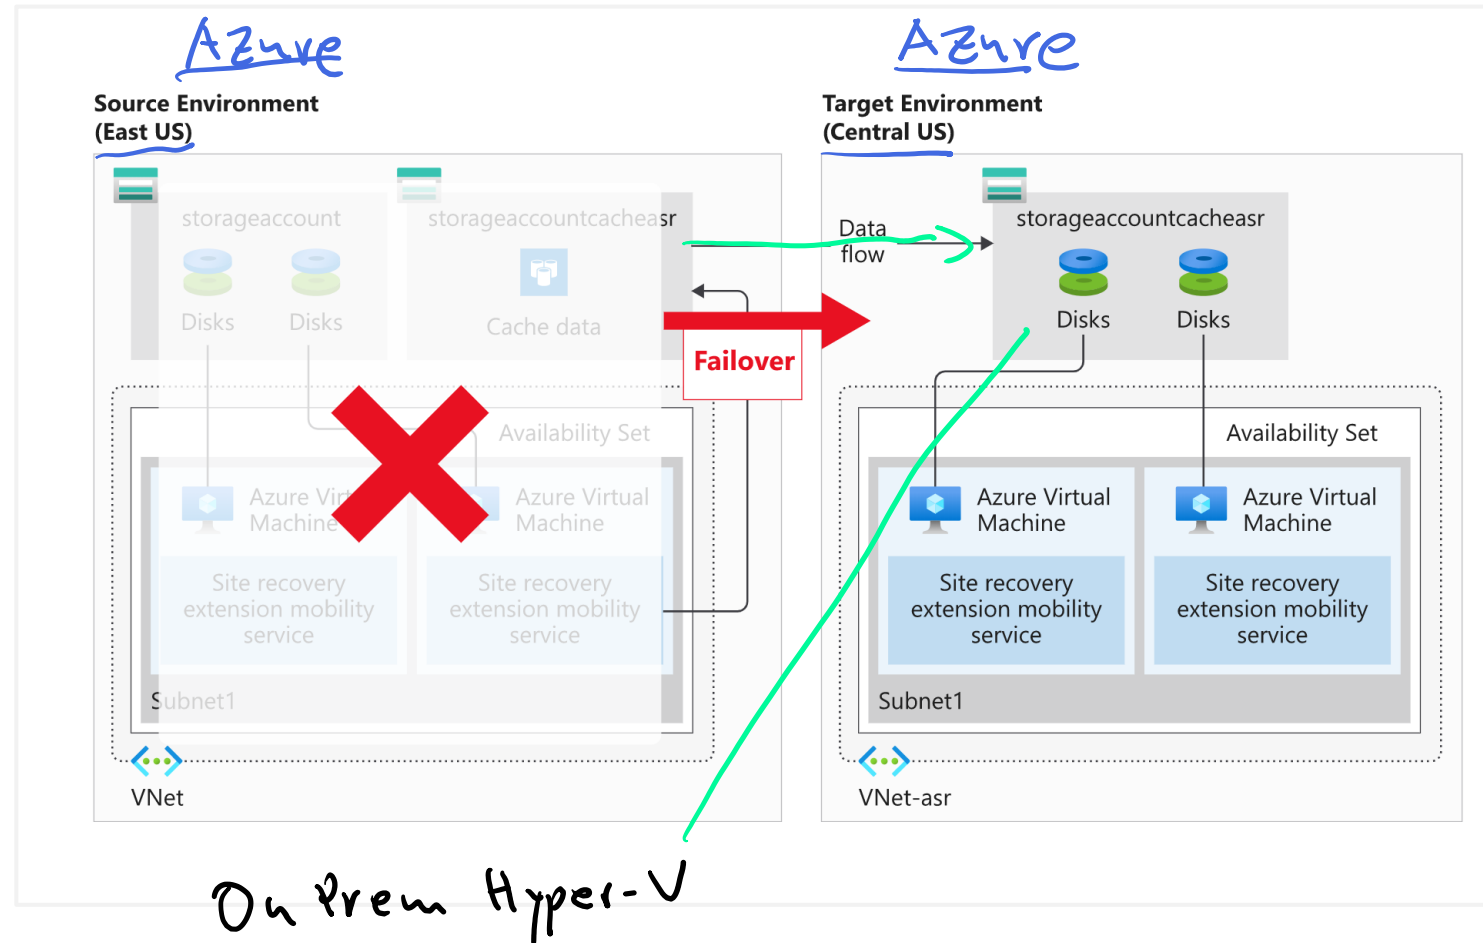 Azure
Azure
Source Environment
(East US)
Target Environment
(Central US)
storageaccount
storageaccountcacheasr
Disks
Disks
Cache data
Data
flow
storageaccountcacheasr
Disks
Disks
Failover
Availability Set
Azure Virt
Machine
Azure Virtual
Machine
Site recovery
extension mobility
service
Site recovery
extension mobility
service
Subnet1
VNet
Availability Set
Azure Virtual
Machine
Azure Virtual
Machine
Site recovery
extension mobility
service
Site recovery
extension mobility
service
Subnet1
VNet-asr
On Prem Hyper-V